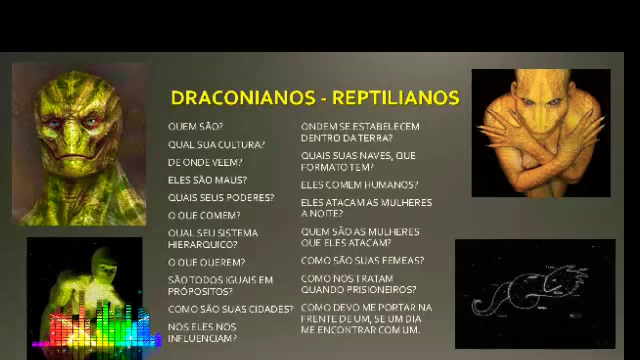 DRACONIANOS - REPTILIANOS
QUEM SÃO?
QUAL SUA CULTURA?
DE ONDE VEEM?
ELES SÃO MAUS?
QUAIS SEUS PODERES?
O QUE COMEM?
QUAL SEU SISTEMA
HIERARQUICO?
O QUE QUEREM?
SÃO TODOS IGUAIS EM
PRÓPOSITOS?
COMO SÃO SUAS CIDADES?
NOS ELES NOS
INFLUENCIAM?
ONDEM SE ESTABELECEM
DENTRO DA TERRA?
QUAIS SUAS NAVES, QUE
FORMATO TEM?
ELES COMEM HUMANOS?
ELES ATACAM AS MULHERES
A NOITE?
QUEM SÃO AS MULHERES
QUE ELES ATACAM?
COMO SÃO SUAS FEMEAS?
COMO NOS TRATAM
QUANDO PRISIONEIROS?
COMO DEVO ME PORTAR NA
FRENTE DE UM, SE UM DIA
ME ENCONTRAR COM UM.